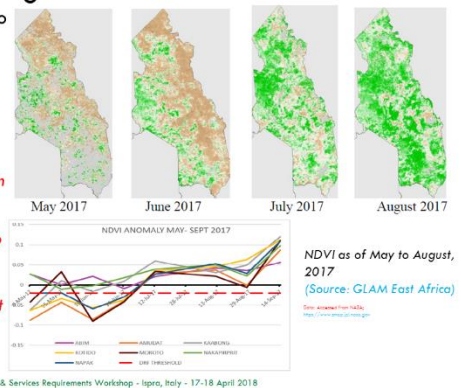 May 2017
June 2017
July 2017
August 2017
NDVI ANOMALY MAY- SEPT 2017
0.15
0.1
0.05
0
-0.05
-0.1
-0.15
ABIM
AMUDAT
KAABONG
KOTIDO
MOROTO
NAKAPIRIPIRIT
NAPAK
DRF THRESHOLD
NDVI as of May to August,
2017
(Source: GLAM East Africa)
& Services Requirements Workshop - Ispra, Italy - 17-18 April 2018